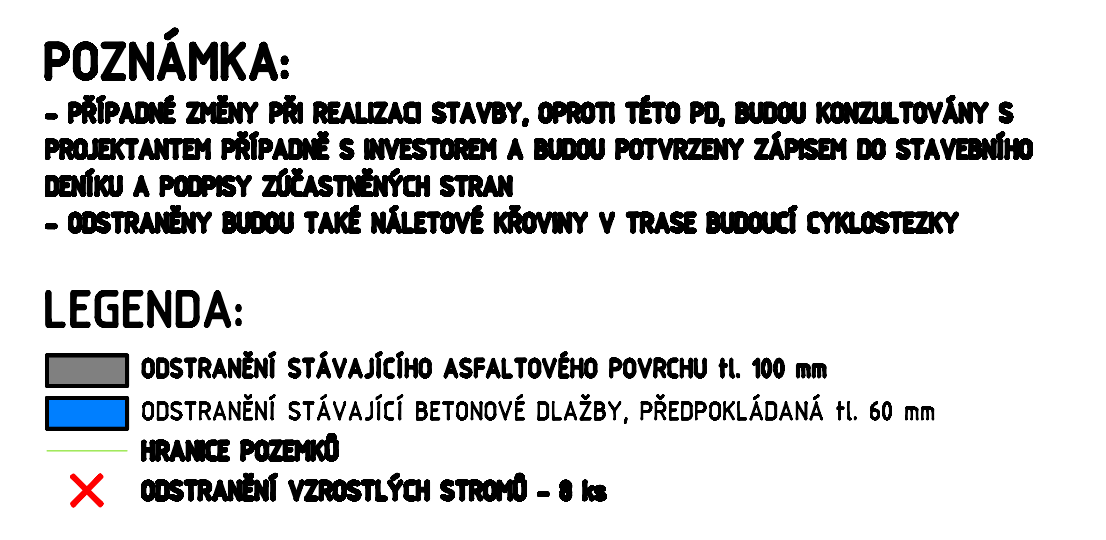 POZNÁMKA:
- PŘÍPADNÉ ZMĚNY PŘI REALIZACI STAVBY, OPROTI TÉTO PD, BUDOU KONZULTOVÁNY S
PROJEKTANTEM PŘÍPADNĚ S INVESTOREM A BUDOU POTVRZENY ZÁPISEM DO STAVEBNÍHO
DENÍKU A PODPISY ZÚČASTNĚNÝCH STRAN
- ODSTRANĚNY BUDOU TAKÉ NÁLETOVÉ KŘOVINY V TRASE BUDOUCÍ CYKLOSTEZKY
LEGENDA:
ODSTRANĚNÍ STÁVAJÍCÍHO ASFALTOVÉHO POVRCHU tl. 100 mm
ODSTRANĚNÍ STÁVAJÍCÍ BETONOVÉ DLAŽBY, PŘEDPOKLÁDANÁ tl. 60 mm
HRANICE POZEMKŮ
ODSTRANĚNÍ VZROSTLÝCH STROMŮ - 8 ks